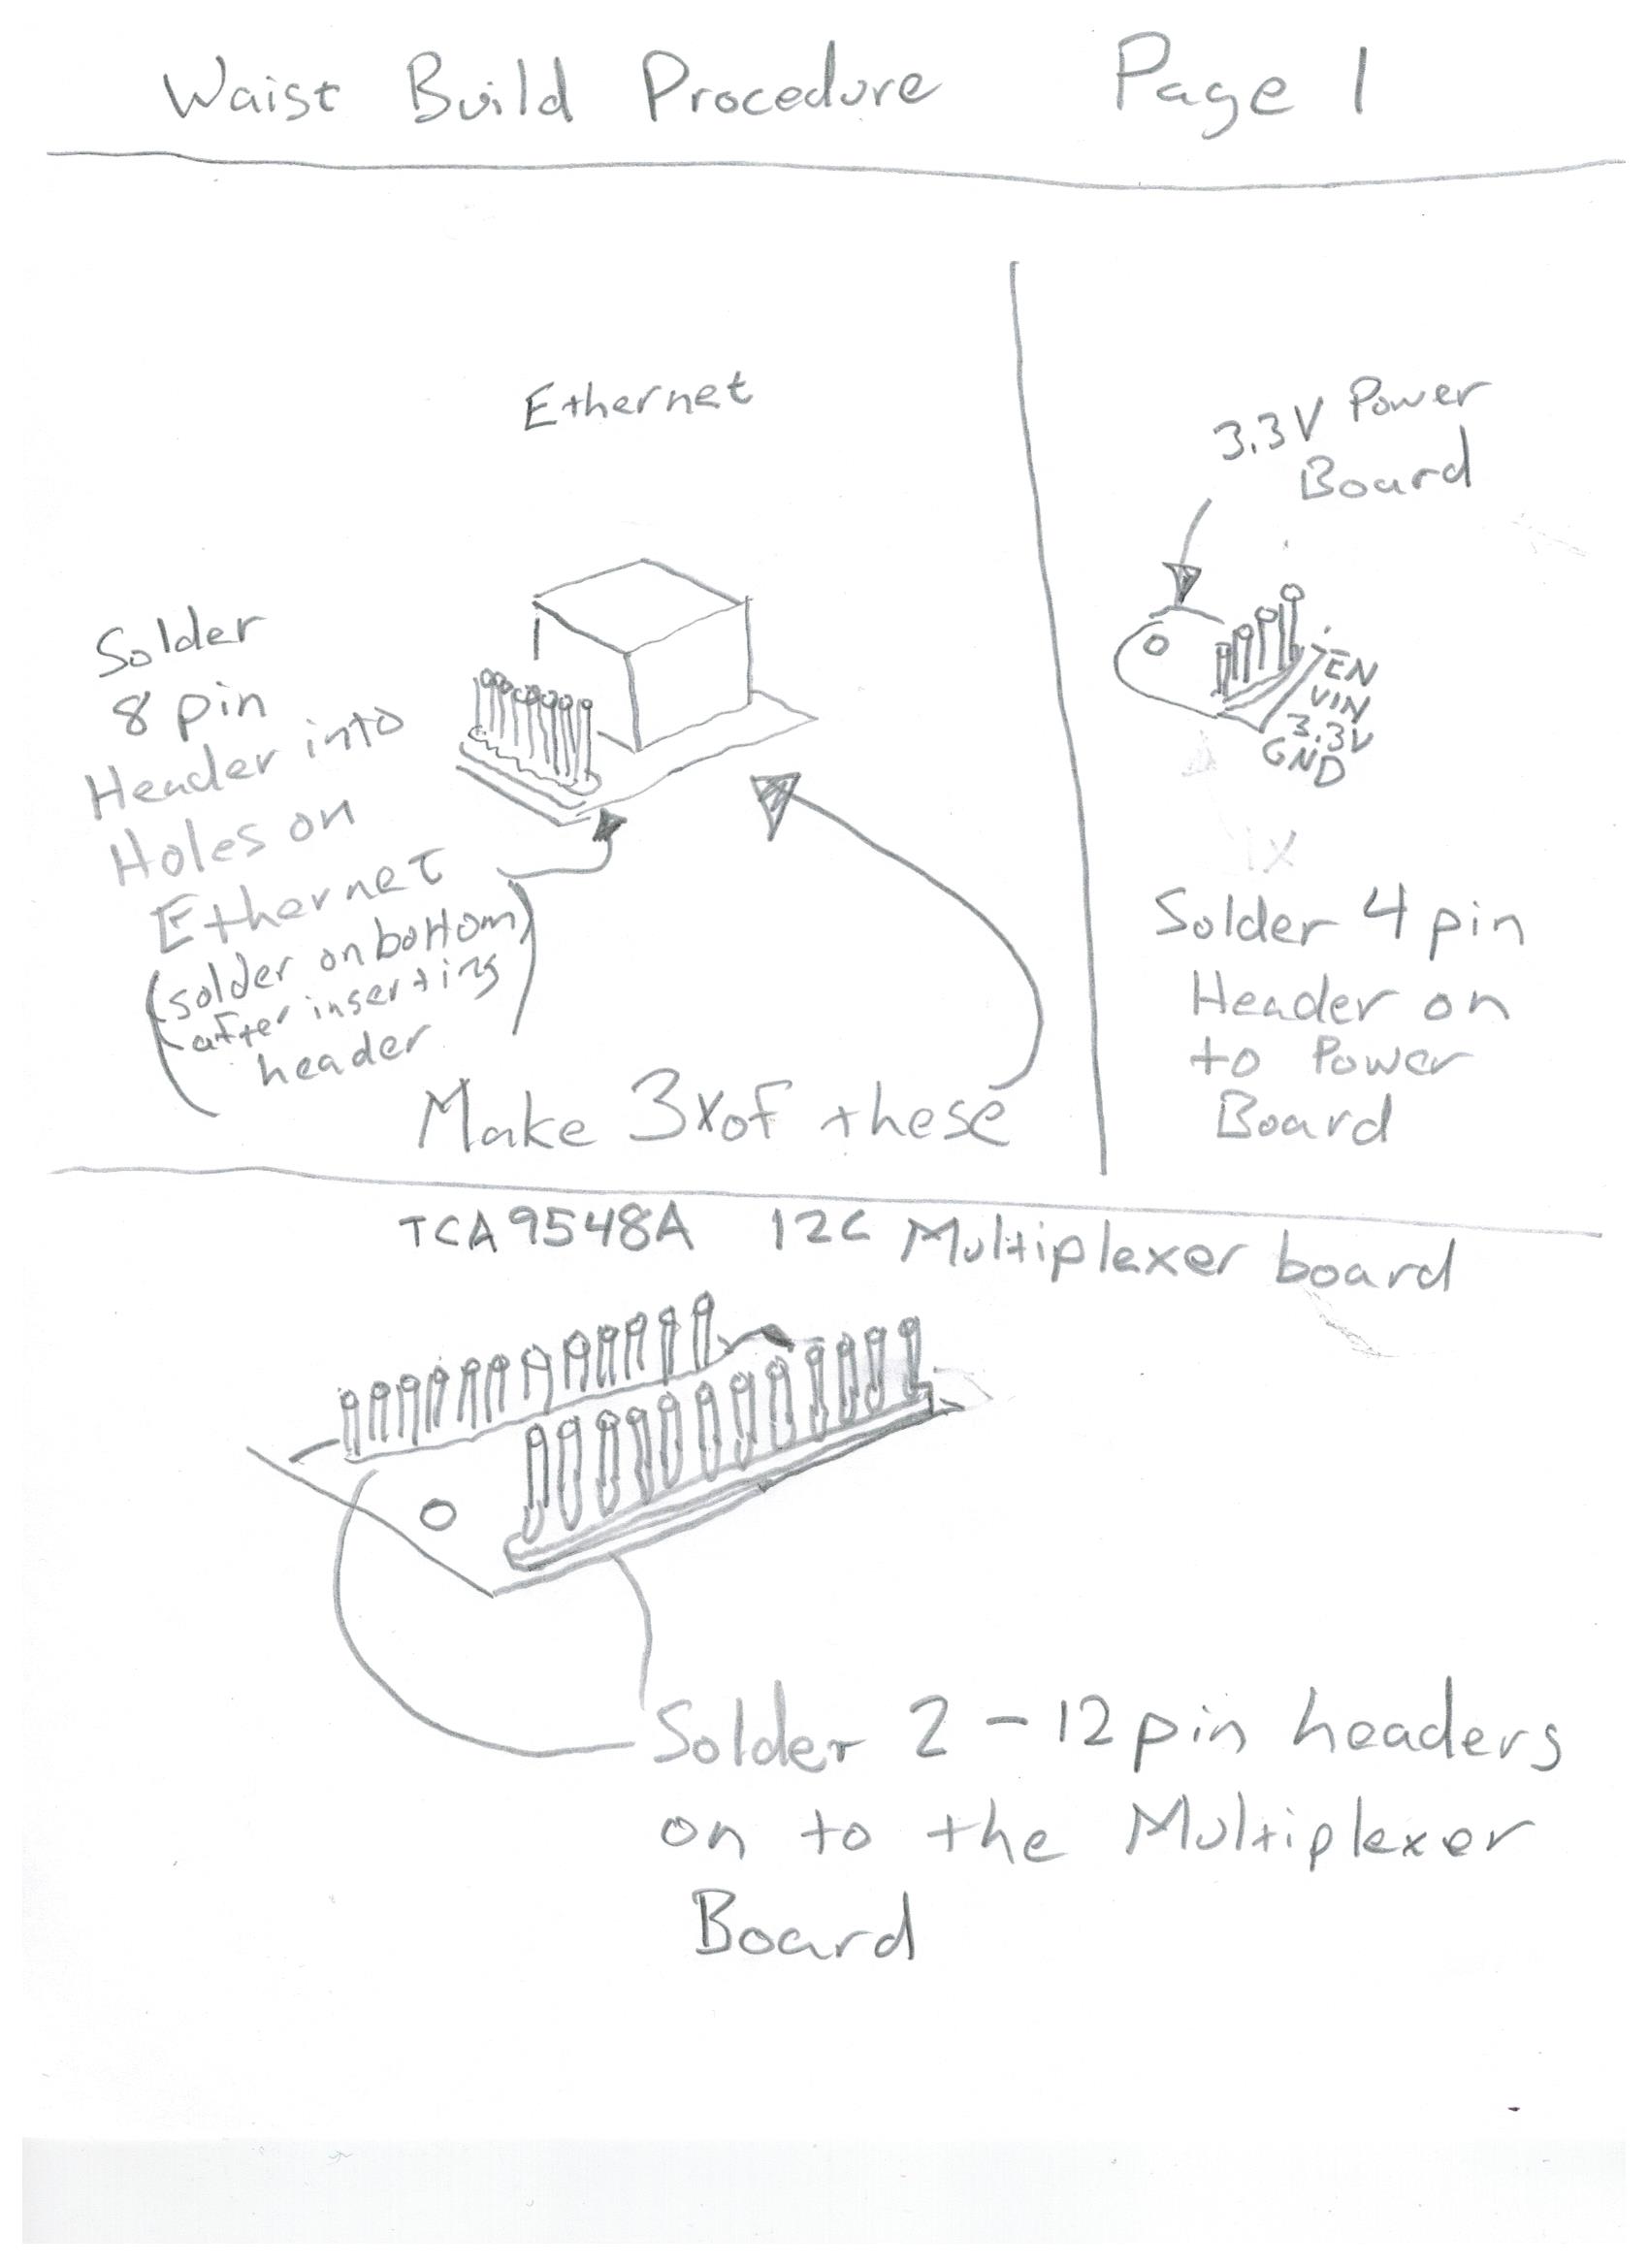 Waist Build Procedure Page 1
Ethernet
Solder
8 pin
Header into
Holes on
Ethernet
(solder on bottom)
after inserting
header
Make 3x of these
3.3V Power
Board
EN
VIN
3.3V
GND
1x
Solder 4 pin
Header on
to Power
Board
TCA9548A I2C Multiplexer board
Solder 2 - 12 pin headers
on to the Multiplexer
Board